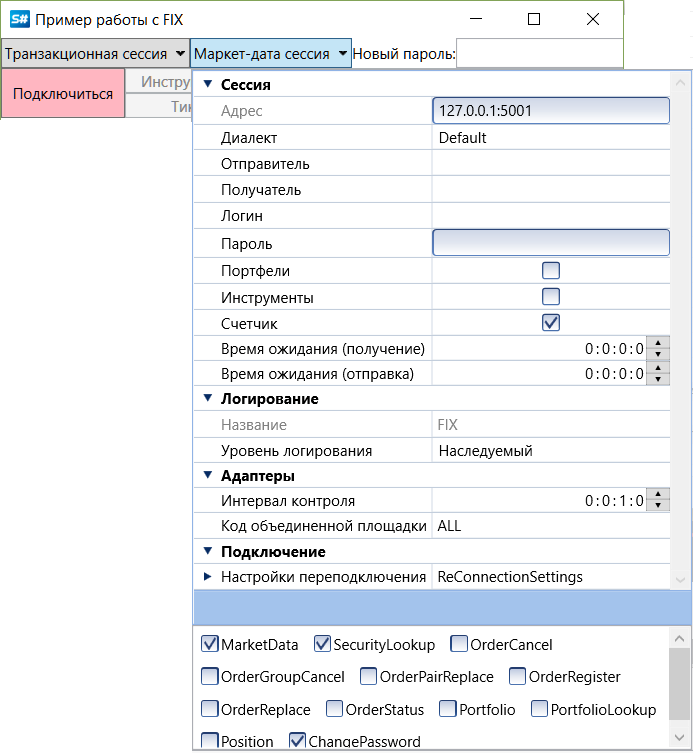 S# Пример работы с FIX
Транзакционная сессия Маркет-дата сессия Новый пароль:
Подключиться Инстру
Тик
Сессия
Адрес 127.0.0.1:5001
Диалект Default
Отправитель
Получатель
Логин
Пароль
Портфели
Инструменты
Счетчик
Время ожидания (получение) 0:0:0:0
Время ожидания (отправка) 0:0:0:0
Логирование
Название FIX
Уровень логирования Наследуемый
Адаптеры
Интервал контроля 0:0:1:0
Код объединенной площадки ALL
Подключение
Настройки переподключения ReConnectionSettings
MarketData SecurityLookup OrderCancel
OrderGroupCancel OrderPairReplace OrderRegister
OrderReplace OrderStatus Portfolio PortfolioLookup
Position ChangePassword